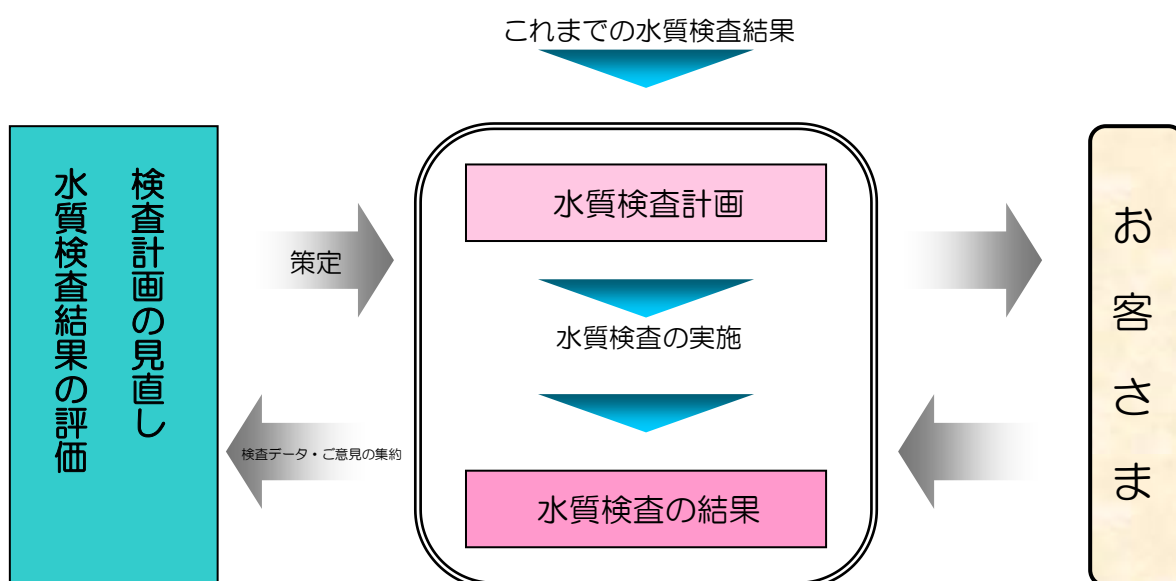 これまでの水質検査結果
検査計画の見直し
水質検査結果の評価
策定
検査データ・ご意見の集約
水質検査計画
水質検査の実施
水質検査の結果
お客さま